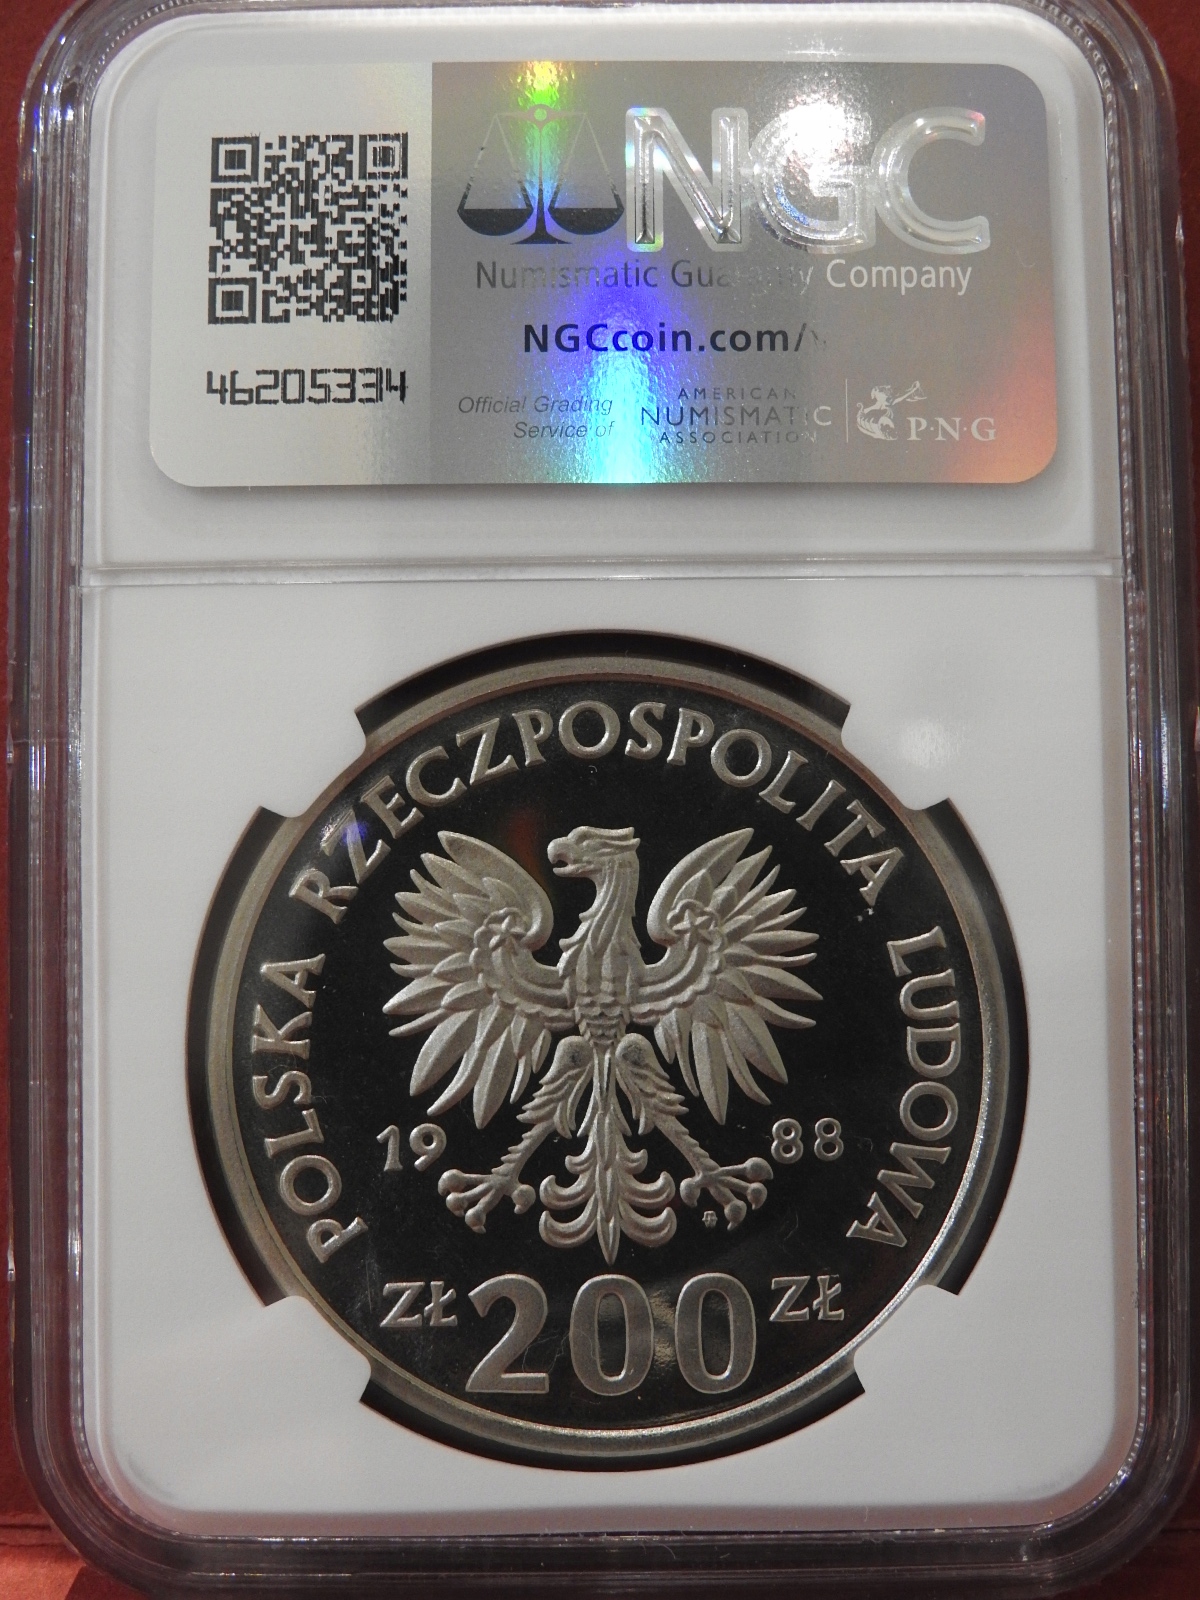 NGC
Numismatic Guaranty Company
NGCcoin.com/
46205334
Official Grading
Service of
AMERICAN
NUMISMATIC
ASSOCIATION
P·N·G
POLSKA RZECZPOSPOLITA LUDOWA
19 88
ZŁ 200 ZŁ